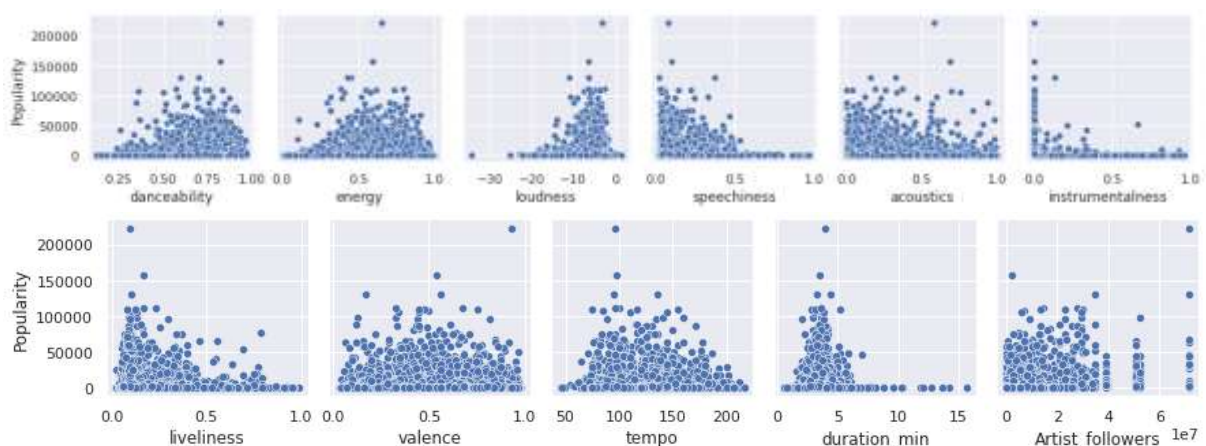 Popularity
200000
150000
100000
50000
0
0.25 0.50 0.75 1.00 0.0 0.5 1.0 −30 −20 −10 0 0.0 0.5 1.0 0.0 0.5 1.0 0.0 0.5 1.0
danceability energy loudness speechiness acoustics instrumentalness
Popularity
200000
150000
100000
50000
0
0.0 0.5 1.0 0.0 0.5 1.0 50 100 150 200 0 5 10 15 0 2 4 6 1e7
liveliness valence tempo duration_min Artist_followers